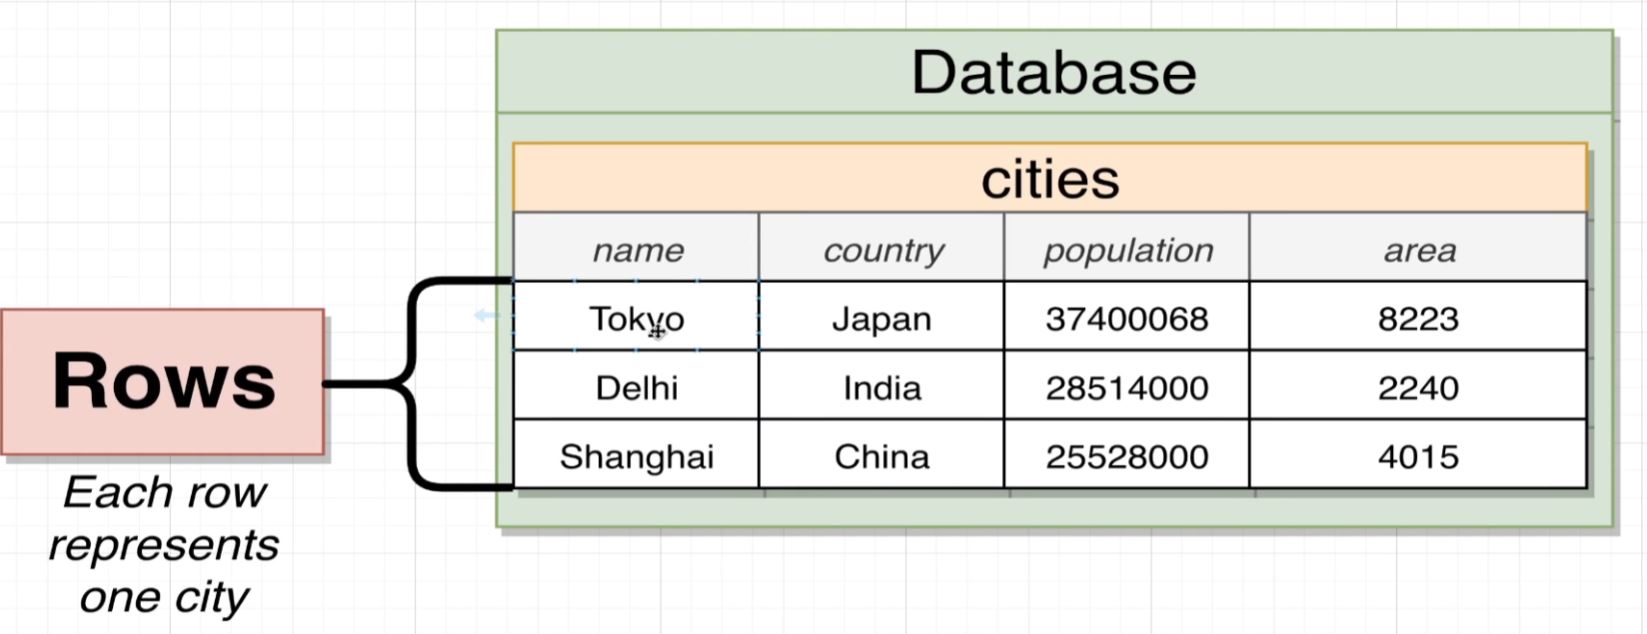 Database
cities
name country population area
Tokyo Japan 37400068 8223
Delhi India 28514000 2240
Shanghai China 25528000 4015
Rows
Each row
represents
one city